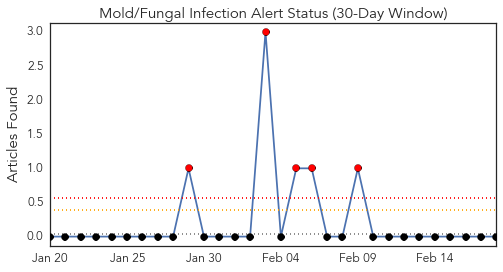 Mold/Fungal Infection Alert Status (30-Day Window)
Articles Found
3.0
2.5
2.0
1.5
1.0
0.5
0.0
Jan 20 Jan 25 Jan 30 Feb 04 Feb 09 Feb 14